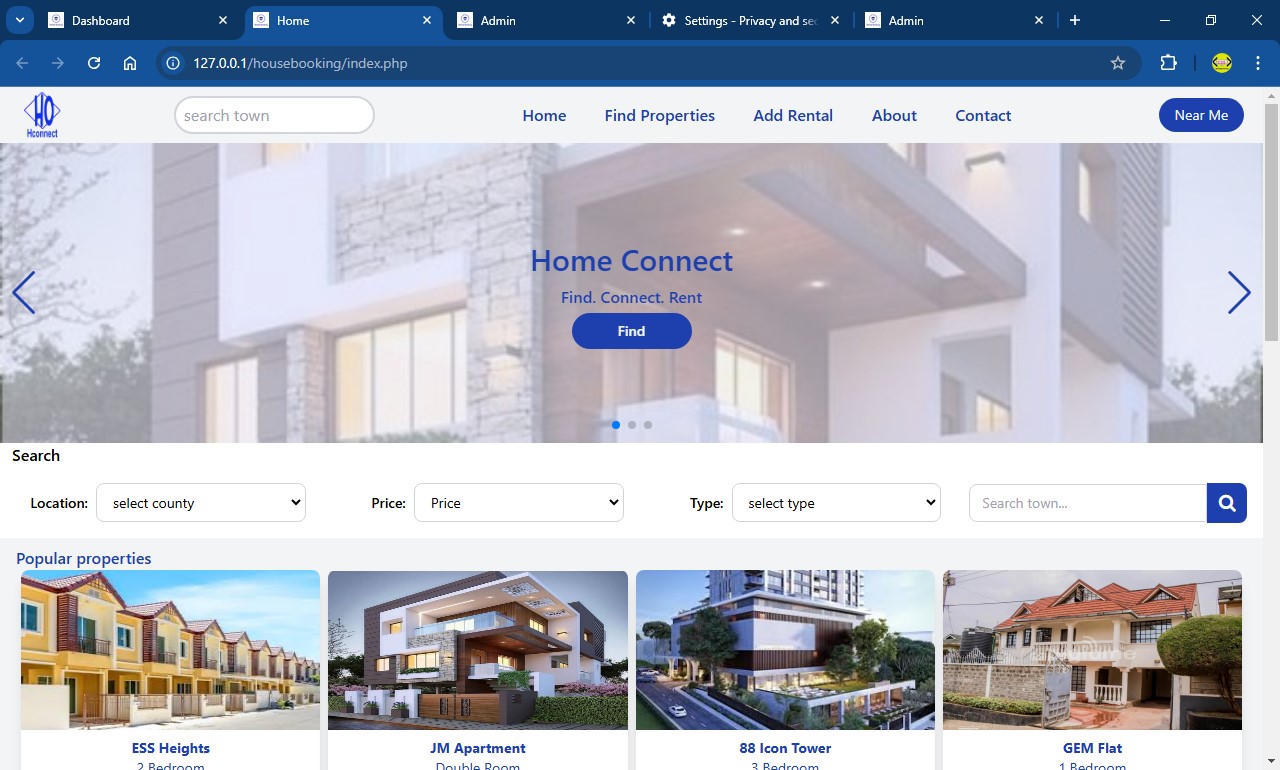 Dashboard
Home
Admin
Settings - Privacy and sec
Admin
127.0.0.1/housebooking/index.php
HO
Hconnect
search town
Home
Find Properties
Add Rental
About
Contact
Near Me
Home Connect
Find. Connect. Rent
Find
Search
Location:
select county
Price:
Price
Type:
select type
Search town...
Popular properties
ESS Heights
JM Apartment
88 Icon Tower
GEM Flat
2 Bedroom
Double Room
3 Bedroom
1 Bedroom